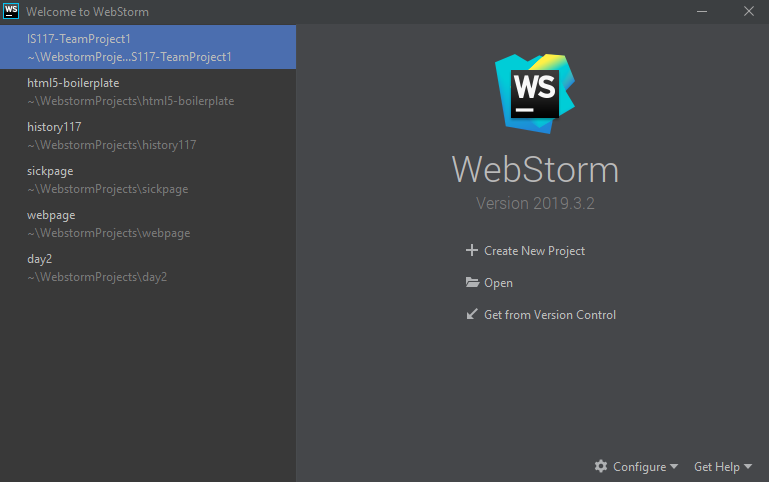 WS Welcome to WebStorm
IS117-TeamProject1
~\WebstormProje...S117-TeamProject1
html5-boilerplate
~\WebstormProjects\html5-boilerplate
history117
~\WebstormProjects\history117
sickpage
~\WebstormProjects\sickpage
webpage
~\WebstormProjects\webpage
day2
~\WebstormProjects\day2
WS
WebStorm
Version 2019.3.2
Create New Project
Open
Get from Version Control
Configure
Get Help